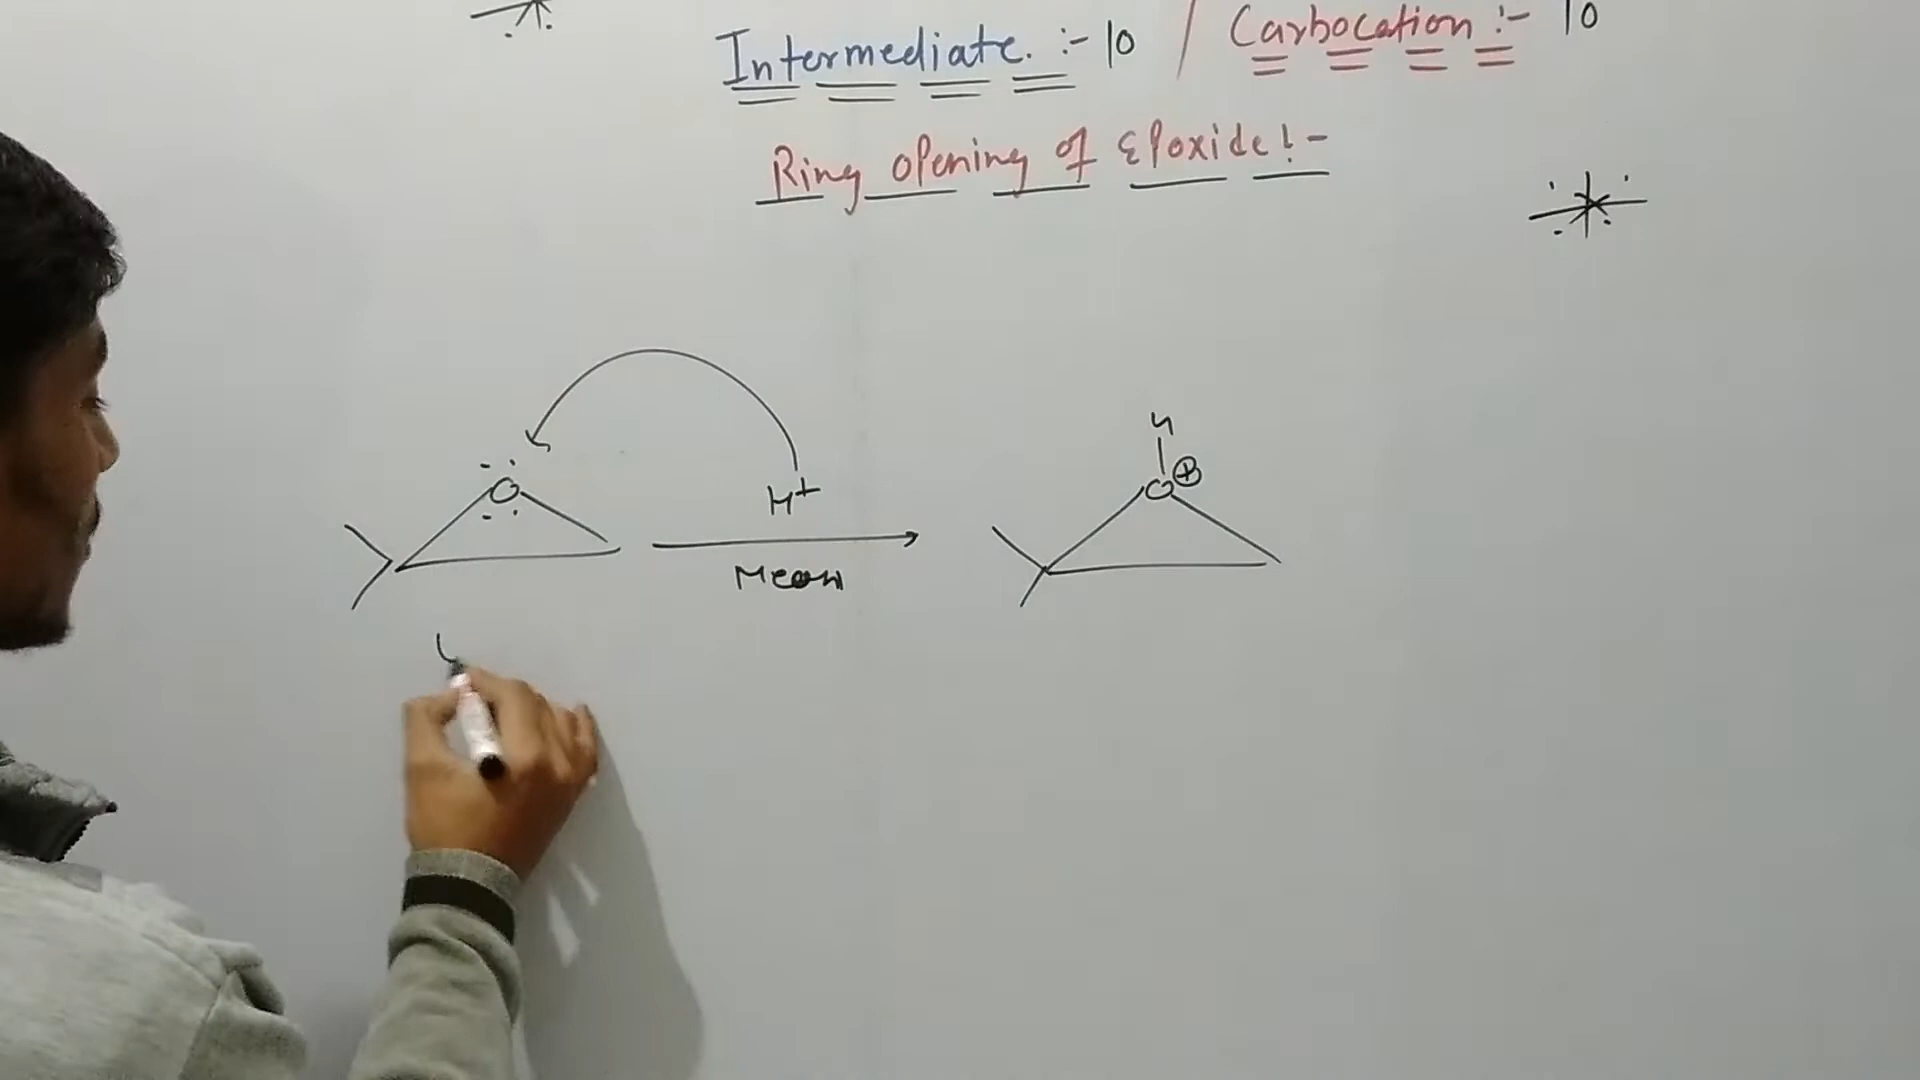 Intermediate. :- 10 / Carbocation :- 10
Ring opening of Epoxide :-
H
O
H+
O ⊕
MeOH